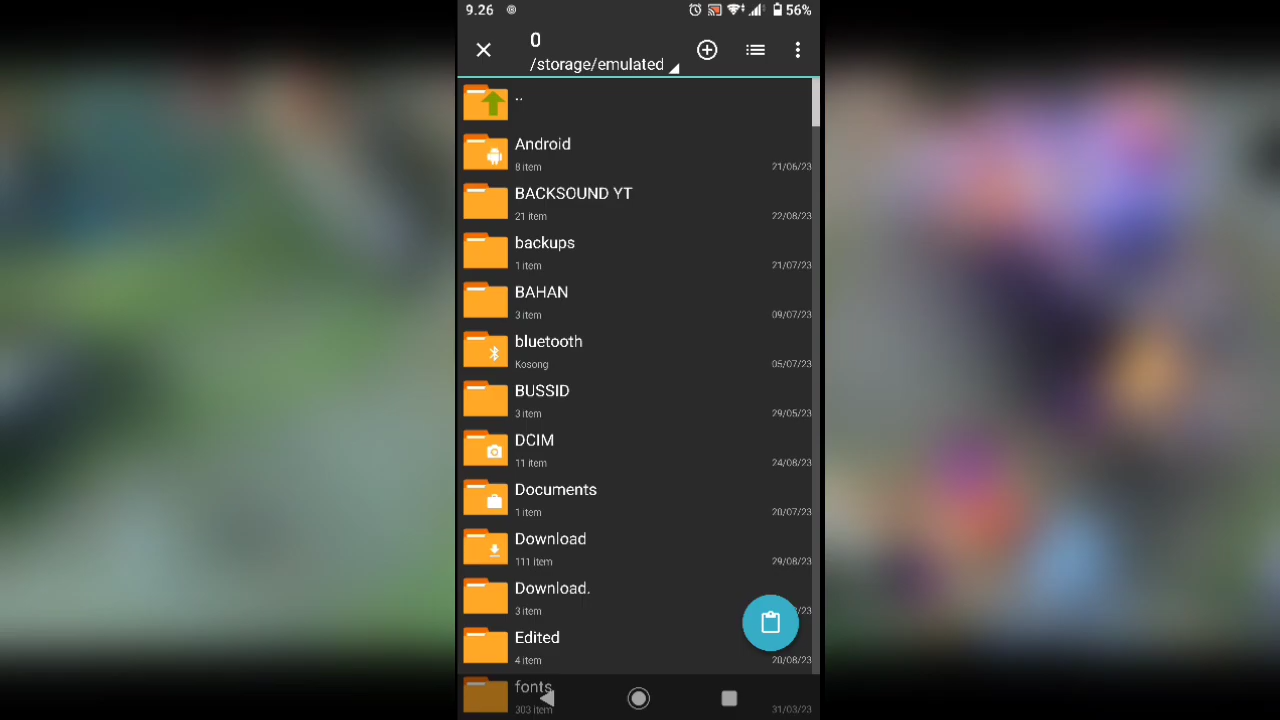 9.26
56%
0
/storage/emulated
..
Android
8 item
21/06/23
BACKSOUND YT
21 item
22/08/23
backups
1 item
21/07/23
BAHAN
3 item
09/07/23
bluetooth
Kosong
05/07/23
BUSSID
3 item
29/05/23
DCIM
11 item
24/08/23
Documents
1 item
20/07/23
Download
111 item
29/08/23
Download.
3 item
Edited
4 item
20/08/23
fonts
303 item
31/03/23